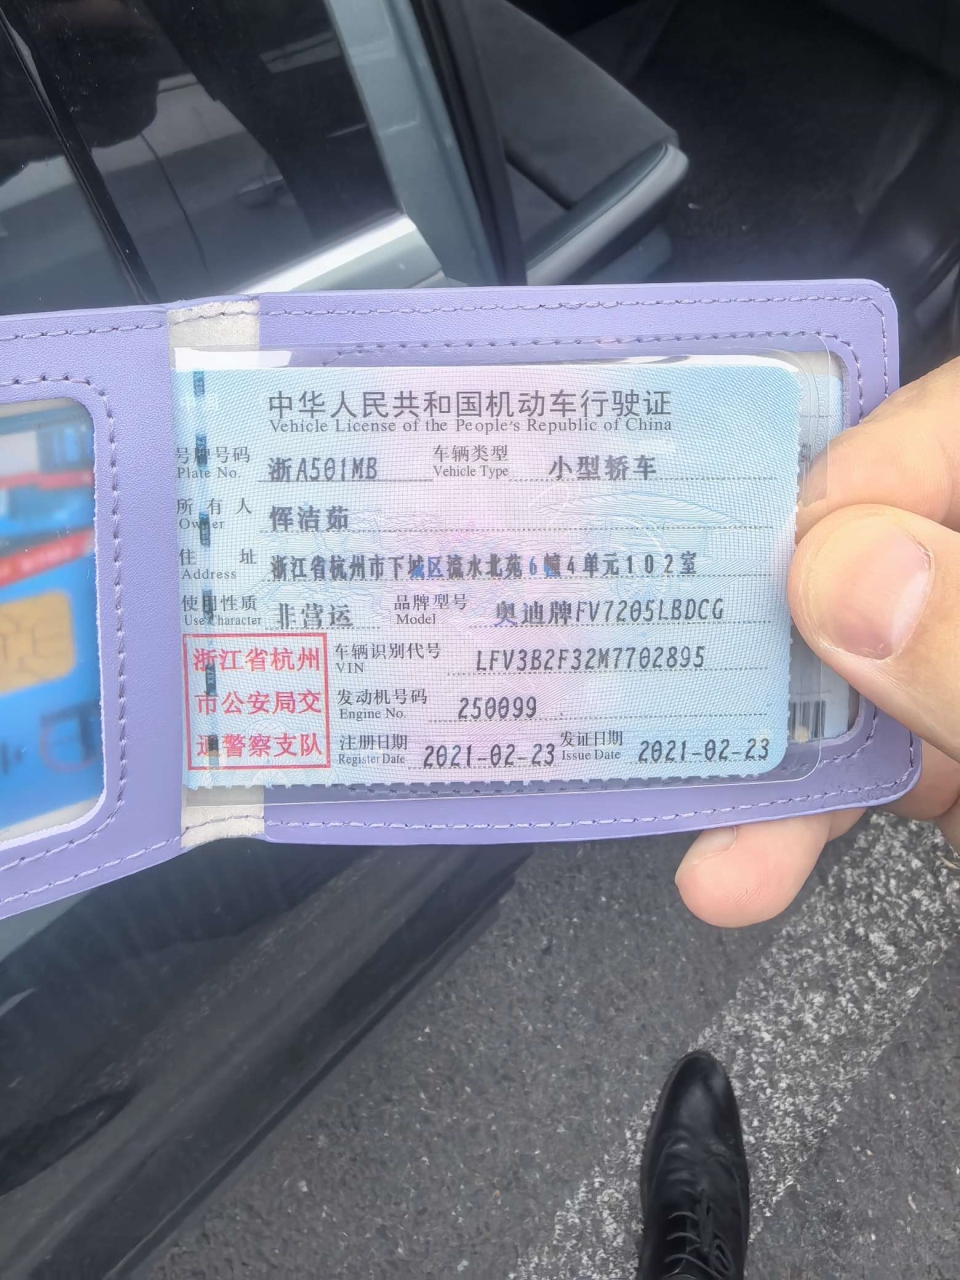 中华人民共和国机动车行驶证
Vehicle License of the People's Republic of China
号牌号码 浙A501MB 车辆类型 小型轿车
Plate No. Vehicle Type
所有人 恽洁茹
Owner
住址 浙江省杭州市下城区流水北苑6幢4单元102室
Address
使用性质 非营运 品牌型号 奥迪牌FV7205LBDCG
Use Character Model
浙江省杭州
市公安局交
通警察支队
车辆识别代号 LFV3B2F32M7702895
VIN
发动机号码 250099
Engine No.
注册日期 2021-02-23 发证日期 2021-02-23
Register Date Issue Date